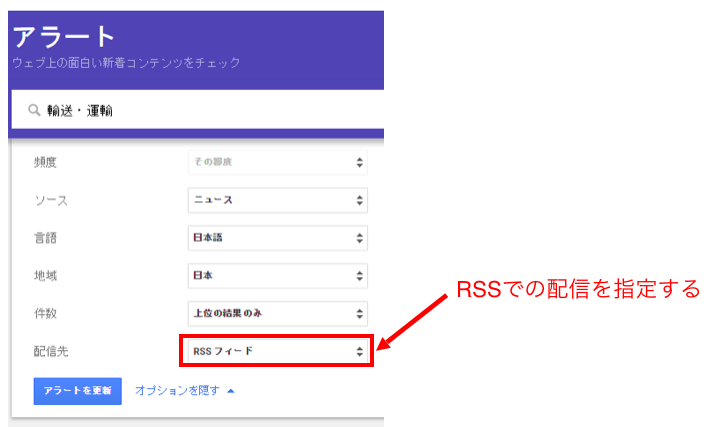 アラート
ウェブ上の面白い新着コンテンツをチェック
輸送・運輸
頻度 その都度
ソース ニュース
言語 日本語
地域 日本
RSSでの配信を指定する
件数 上位の結果のみ
配信先 RSSフィード
アラートを更新 オプションを隠す